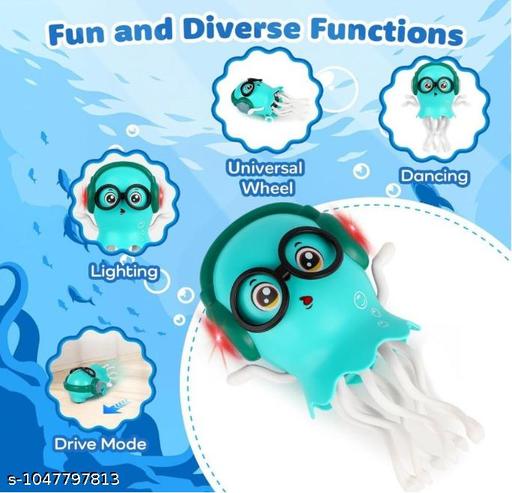 Fun and Diverse Functions
Universal
Wheel
Dancing
Lighting
Drive Mode
s-1047797813